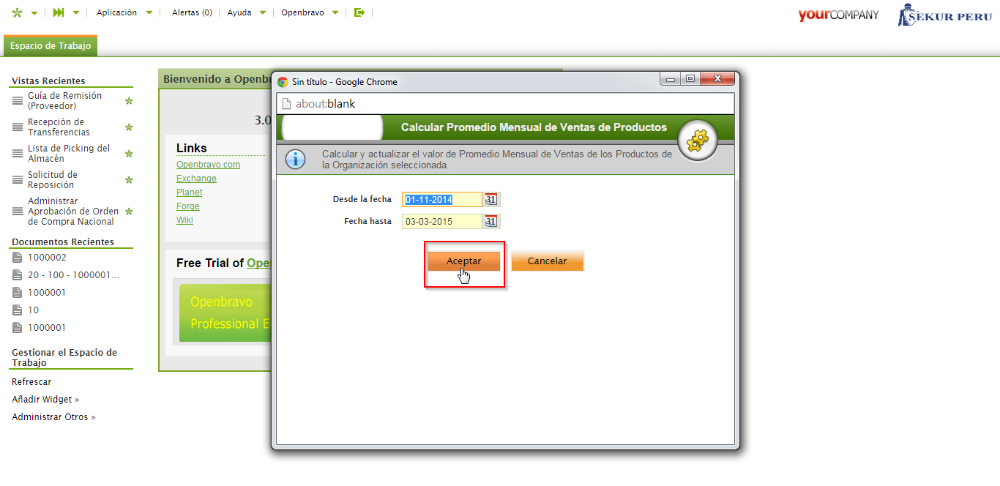 Aplicación
Alertas (0)
Ayuda
Openbravo
yourCOMPANY
SEKUR PERU
Espacio de Trabajo
Vistas Recientes
Guía de Remisión
(Proveedor)
Recepción de
Transferencias
Lista de Picking del
Almacén
Solicitud de
Reposición
Administrar
Aprobación de Orden
de Compra Nacional
Documentos Recientes
1000002
20 - 100 - 1000001...
1000001
10
1000001
Gestionar el Espacio de
Trabajo
Refrescar
Añadir Widget »
Administrar Otros »
Bienvenido a Openb
3.0
Links
Openbravo.com
Exchange
Planet
Forge
Wiki
Free Trial of Ope
Openbravo
Professional E
Sin título - Google Chrome
about:blank
Calcular Promedio Mensual de Ventas de Productos
Calcular y actualizar el valor de Promedio Mensual de Ventas de los Productos de
la Organización seleccionada.
Desde la fecha 01-11-2014 31
Fecha hasta 03-03-2015 31
Aceptar Cancelar